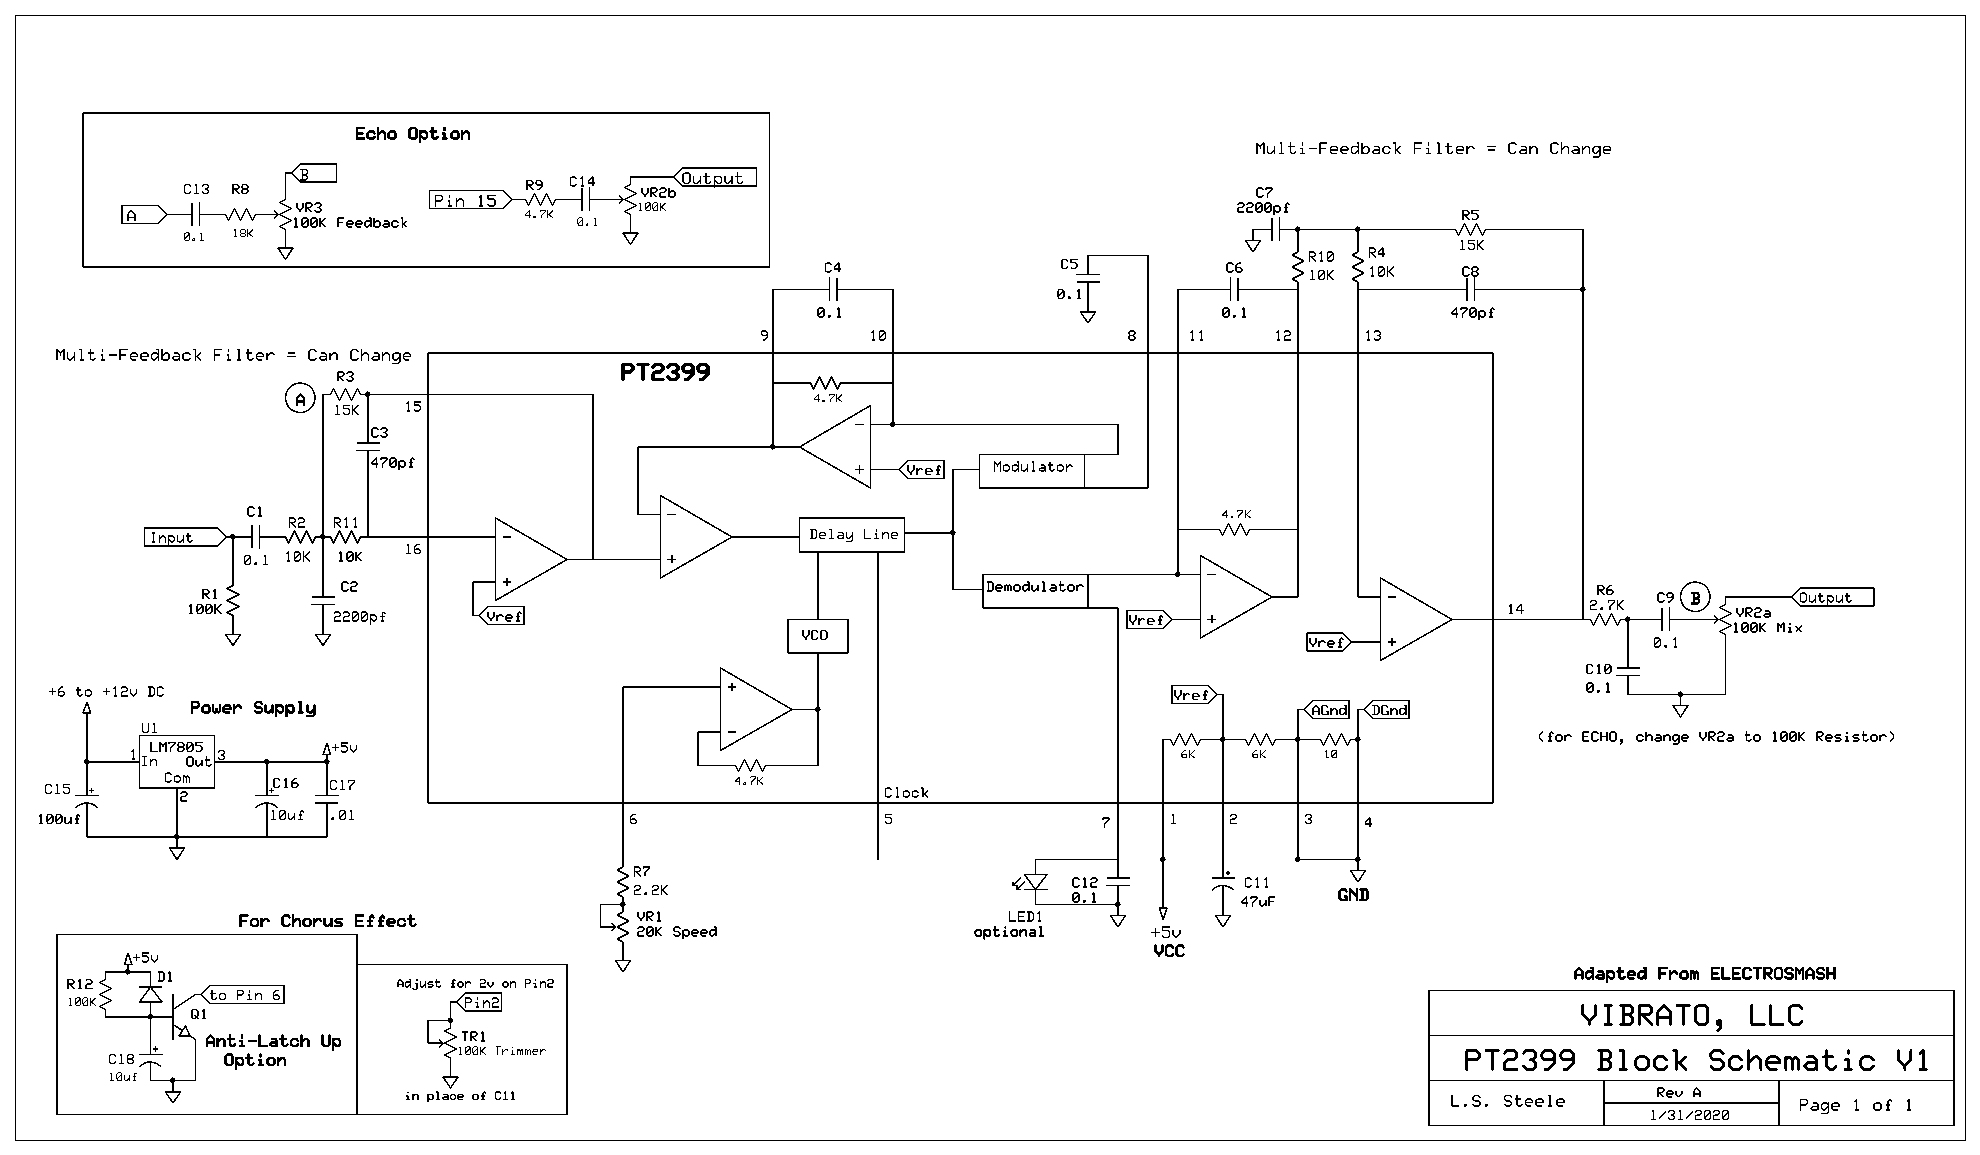 Echo Option
C13
R8
B
VR3
100K Feedback
A
0.1
18K
Pin 15
R9
4.7K
C14
0.1
VR2b
100K
Output
Multi-Feedback Filter = Can Change
C7
2200pf
R5
15K
R10
10K
R4
10K
C6
0.1
C8
470pf
C5
0.1
C4
0.1
9
10
8
11
12
13
Multi-Feedback Filter = Can Change
PT2399
A
R3
15K
15
C3
470pf
4.7K
-
+
Vref
Modulator
Input
C1
0.1
R2
10K
R11
10K
16
R1
100K
C2
2200pf
-
+
Vref
-
+
Delay Line
VCO
4.7K
Demodulator
-
+
Vref
-
+
Vref
14
R6
2.7K
C9
0.1
B
VR2a
100K Mix
Output
C10
0.1
(for ECHO, change VR2a to 100K Resistor)
+6 to +12v DC
Power Supply
U1
LM7805
1
In
Out
3
Com
2
+5v
C15
+
100uf
C16
+
10uf
C17
.01
+
-
4.7K
Vref
AGnd
DGnd
6K
6K
10
Clock
6
5
7
1
2
3
4
R7
2.2K
VR1
20K Speed
LED1
optional
C12
0.1
+5v
VCC
C11
47uF
GND
For Chorus Effect
+5v
R12
100K
D1
to Pin 6
Q1
C18
+
10uf
Anti-Latch Up
Option
Adjust for 2v on Pin2
Pin2
TR1
100K Trimmer
in place of C11
Adapted From ELECTROSMASH
VIBRATO, LLC
PT2399 Block Schematic V1
L.S. Steele
Rev A
1/31/2020
Page 1 of 1